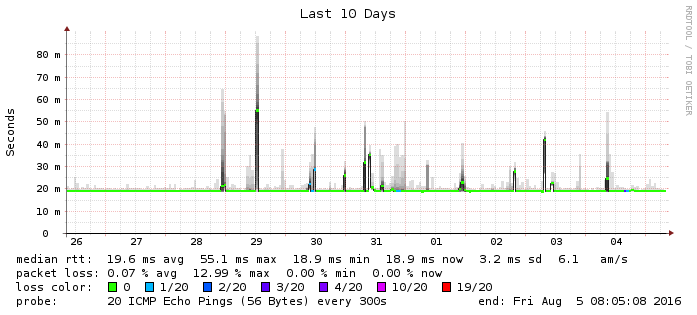 Last 10 Days
RRDTOOL / TOBI OETIKER
Seconds
80 m
70 m
60 m
50 m
40 m
30 m
20 m
10 m
0
26 27 28 29 30 31 01 02 03 04
median rtt: 19.6 ms avg 55.1 ms max 18.9 ms min 18.9 ms now 3.2 ms sd 6.1 am/s
packet loss: 0.07 % avg 12.99 % max 0.00 % min 0.00 % now
loss color: 0 1/20 2/20 3/20 4/20 10/20 19/20
probe: 20 ICMP Echo Pings (56 Bytes) every 300s end: Fri Aug 5 08:05:08 2016